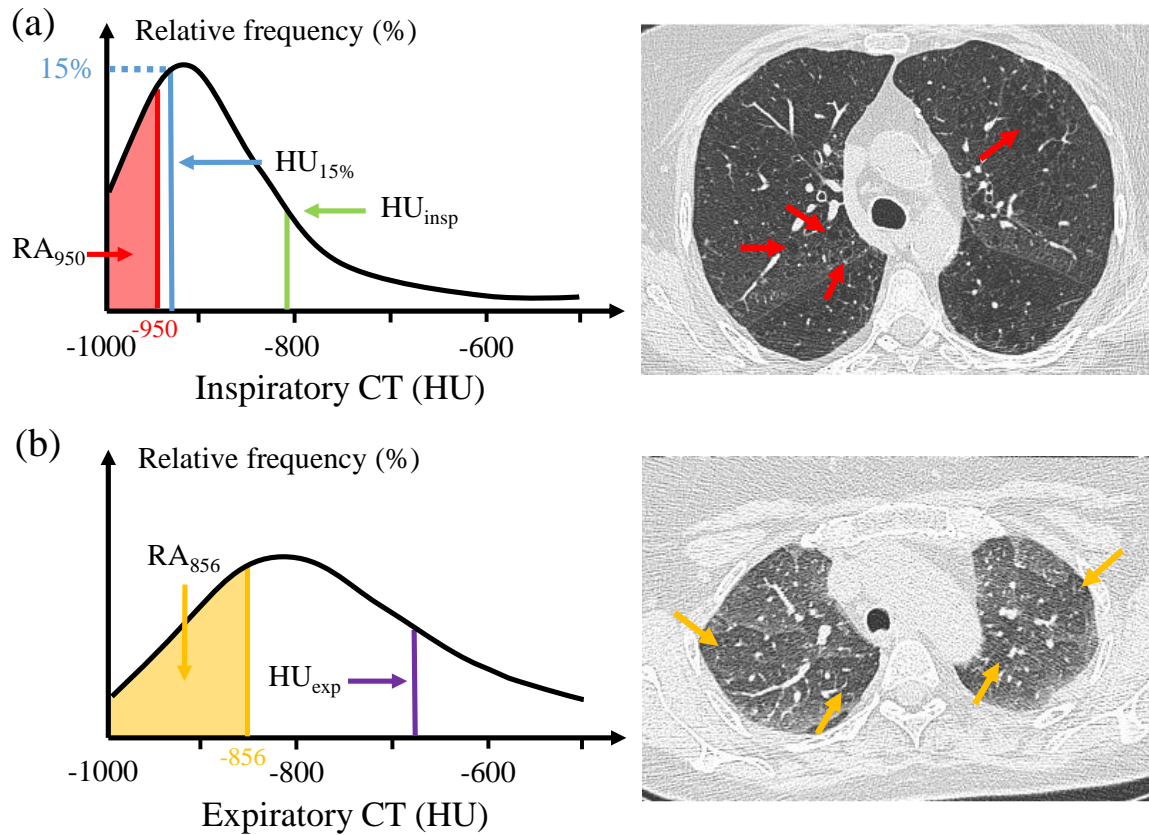 (a)
Relative frequency (%)
15%
HU15%
HUinsp
RA950
-950
-1000
-800
-600
Inspiratory CT (HU)
(b)
Relative frequency (%)
RA856
HUexp
-856
-1000
-800
-600
Expiratory CT (HU)